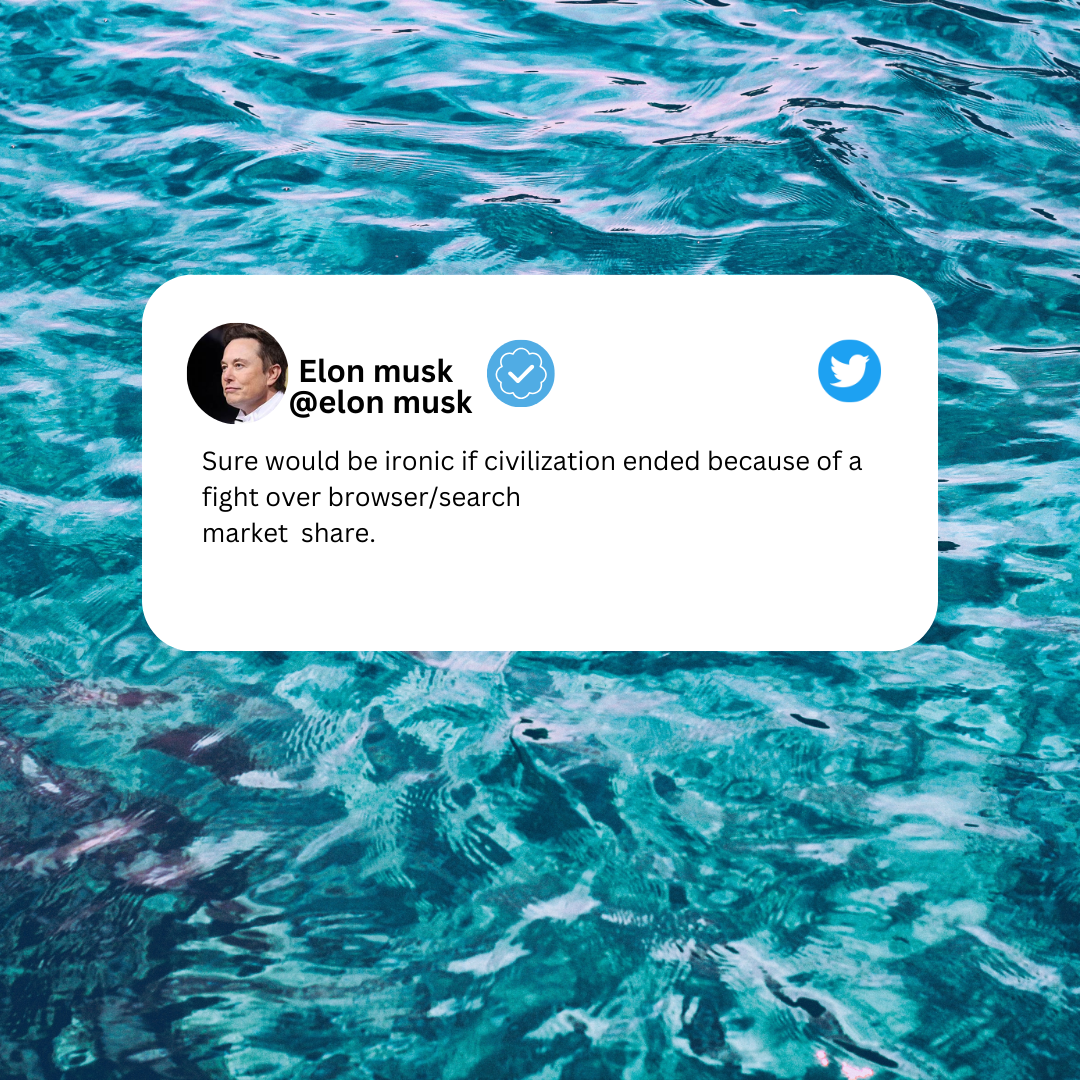 Elon musk
@elon musk
Sure would be ironic if civilization ended because of a
fight over browser/search
market  share.